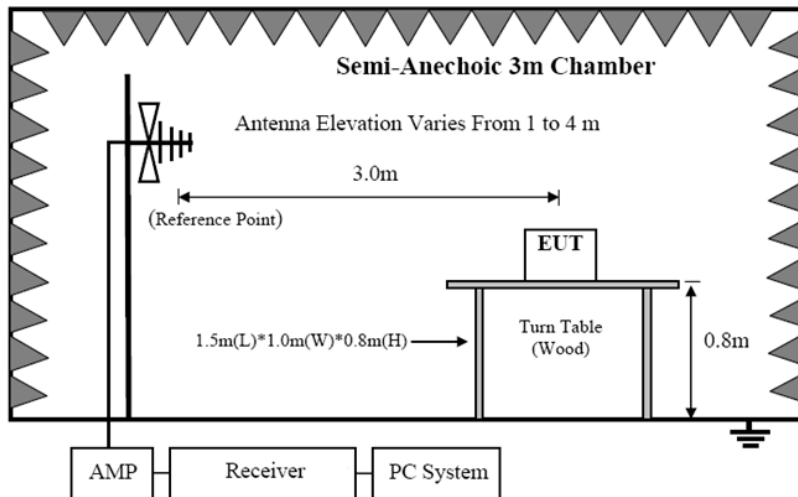 Semi-Anechoic 3m Chamber
Antenna Elevation Varies From 1 to 4 m
3.0m
(Reference Point)
EUT
1.5m(L)*1.0m(W)*0.8m(H)
Turn Table
(Wood)
0.8m
AMP
Receiver
PC System